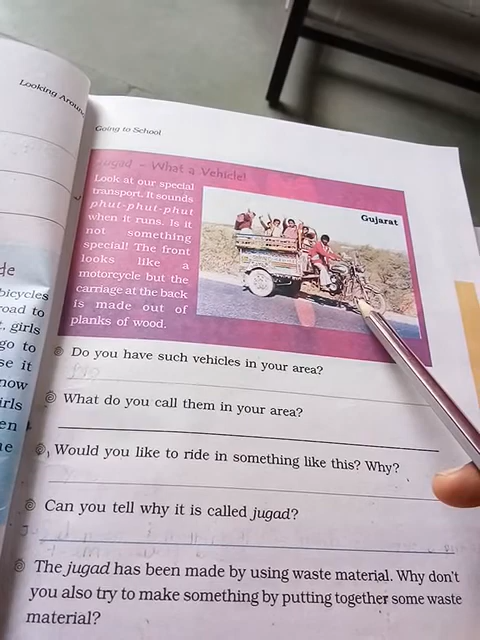 Looking Around
Going to School
Jugad – What a Vehicle!
Look at our special
transport. It sounds
phut-phut-phut
when it runs. Is it
not something
special! The front
looks like a
motorcycle but the
carriage at the back
is made out of
planks of wood.
Gujarat
de
bicycles
road to
, girls
go to
se it
now
irls
en
Do you have such vehicles in your area?
What do you call them in your area?
Would you like to ride in something like this? Why?
Can you tell why it is called jugad?
The jugad has been made by using waste material. Why don't
you also try to make something by putting together some waste
material?